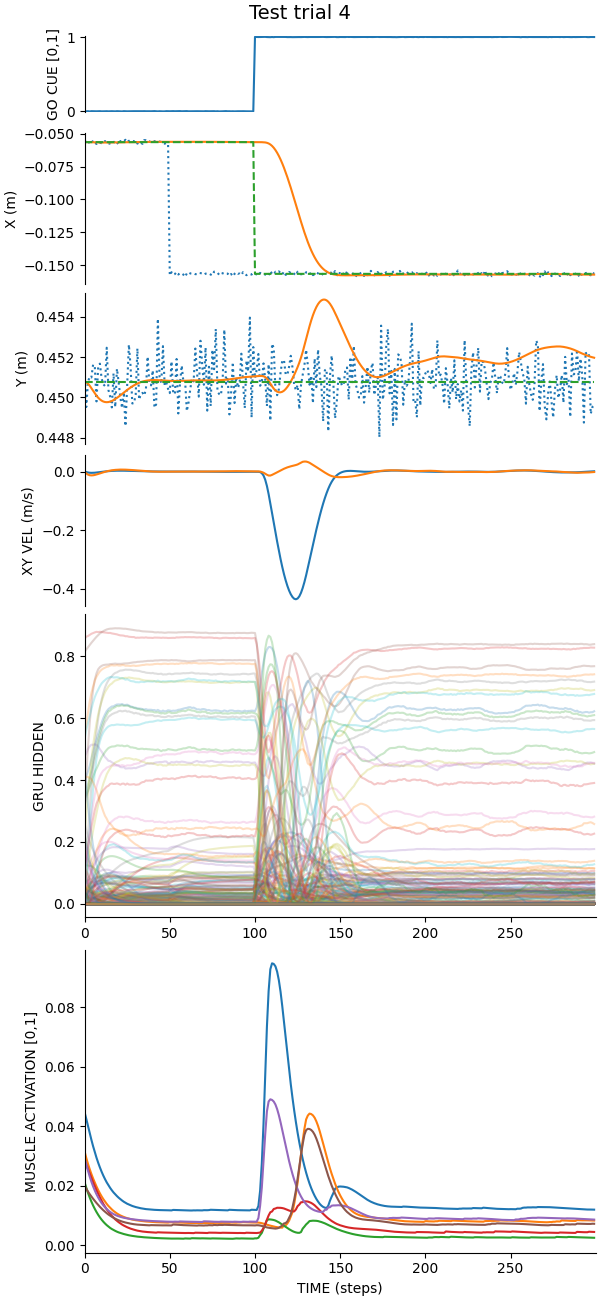 Test trial 4
GO CUE [0,1]
1
0
X (m)
−0.050
−0.075
−0.100
−0.125
−0.150
Y (m)
0.454
0.452
0.450
0.448
XY VEL (m/s)
0.0
−0.2
−0.4
GRU HIDDEN
0.8
0.6
0.4
0.2
0.0
0 50 100 150 200 250
MUSCLE ACTIVATION [0,1]
0.08
0.06
0.04
0.02
0.00
0 50 100 150 200 250
TIME (steps)